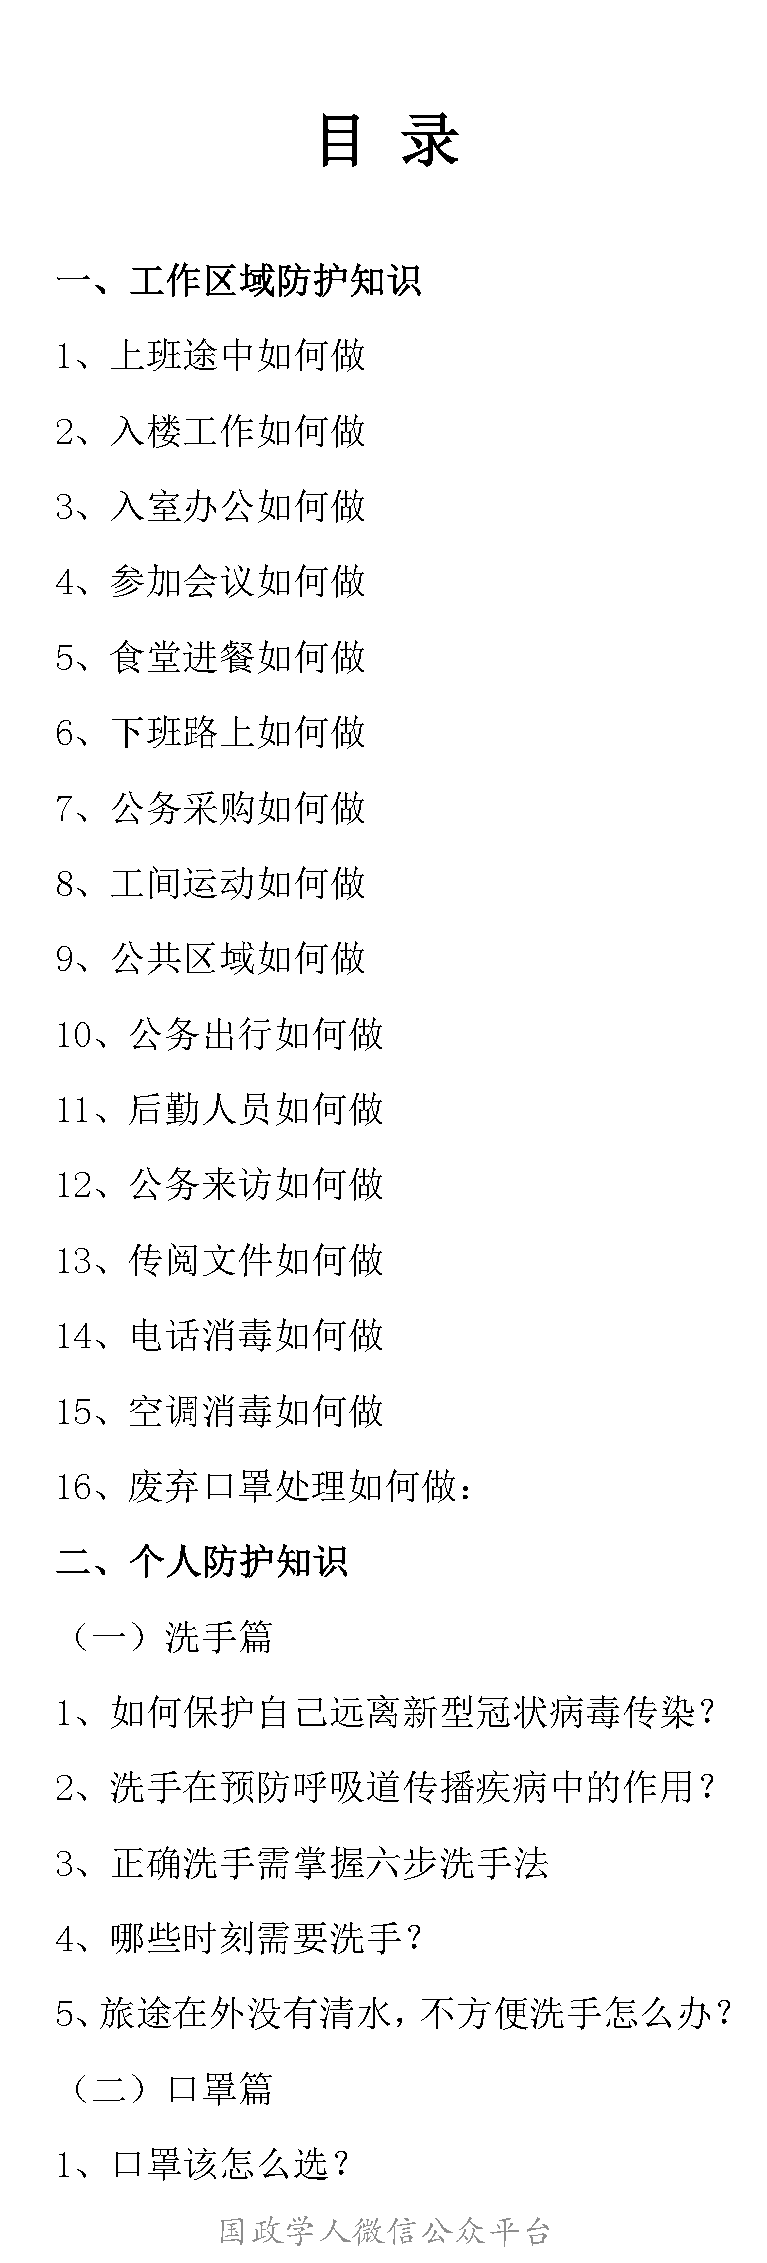 目 录
一、工作区域防护知识
1、上班途中如何做
2、入楼工作如何做
3、入室办公如何做
4、参加会议如何做
5、食堂进餐如何做
6、下班路上如何做
7、公务采购如何做
8、工间运动如何做
9、公共区域如何做
10、公务出行如何做
11、后勤人员如何做
12、公务来访如何做
13、传阅文件如何做
14、电话消毒如何做
15、空调消毒如何做
16、废弃口罩处理如何做：
二、个人防护知识
（一）洗手篇
1、如何保护自己远离新型冠状病毒传染？
2、洗手在预防呼吸道传播疾病中的作用？
3、正确洗手需掌握六步洗手法
4、哪些时刻需要洗手？
5、旅途在外没有清水，不方便洗手怎么办？
（二）口罩篇
1、口罩该怎么选？
国政学人微信公众平台